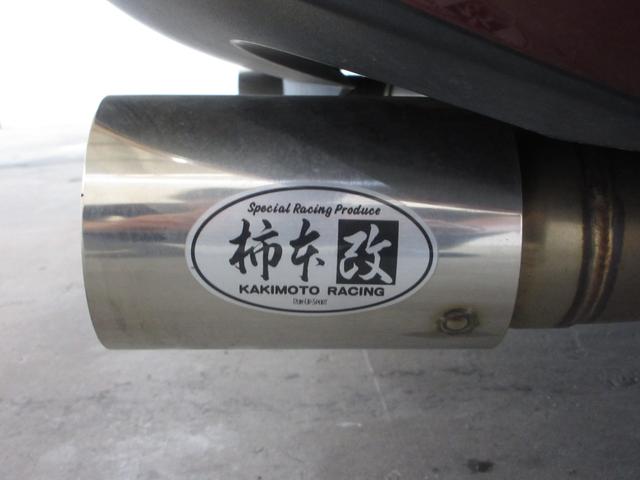 Special Racing Produce
柿本改
KAKIMOTO RACING